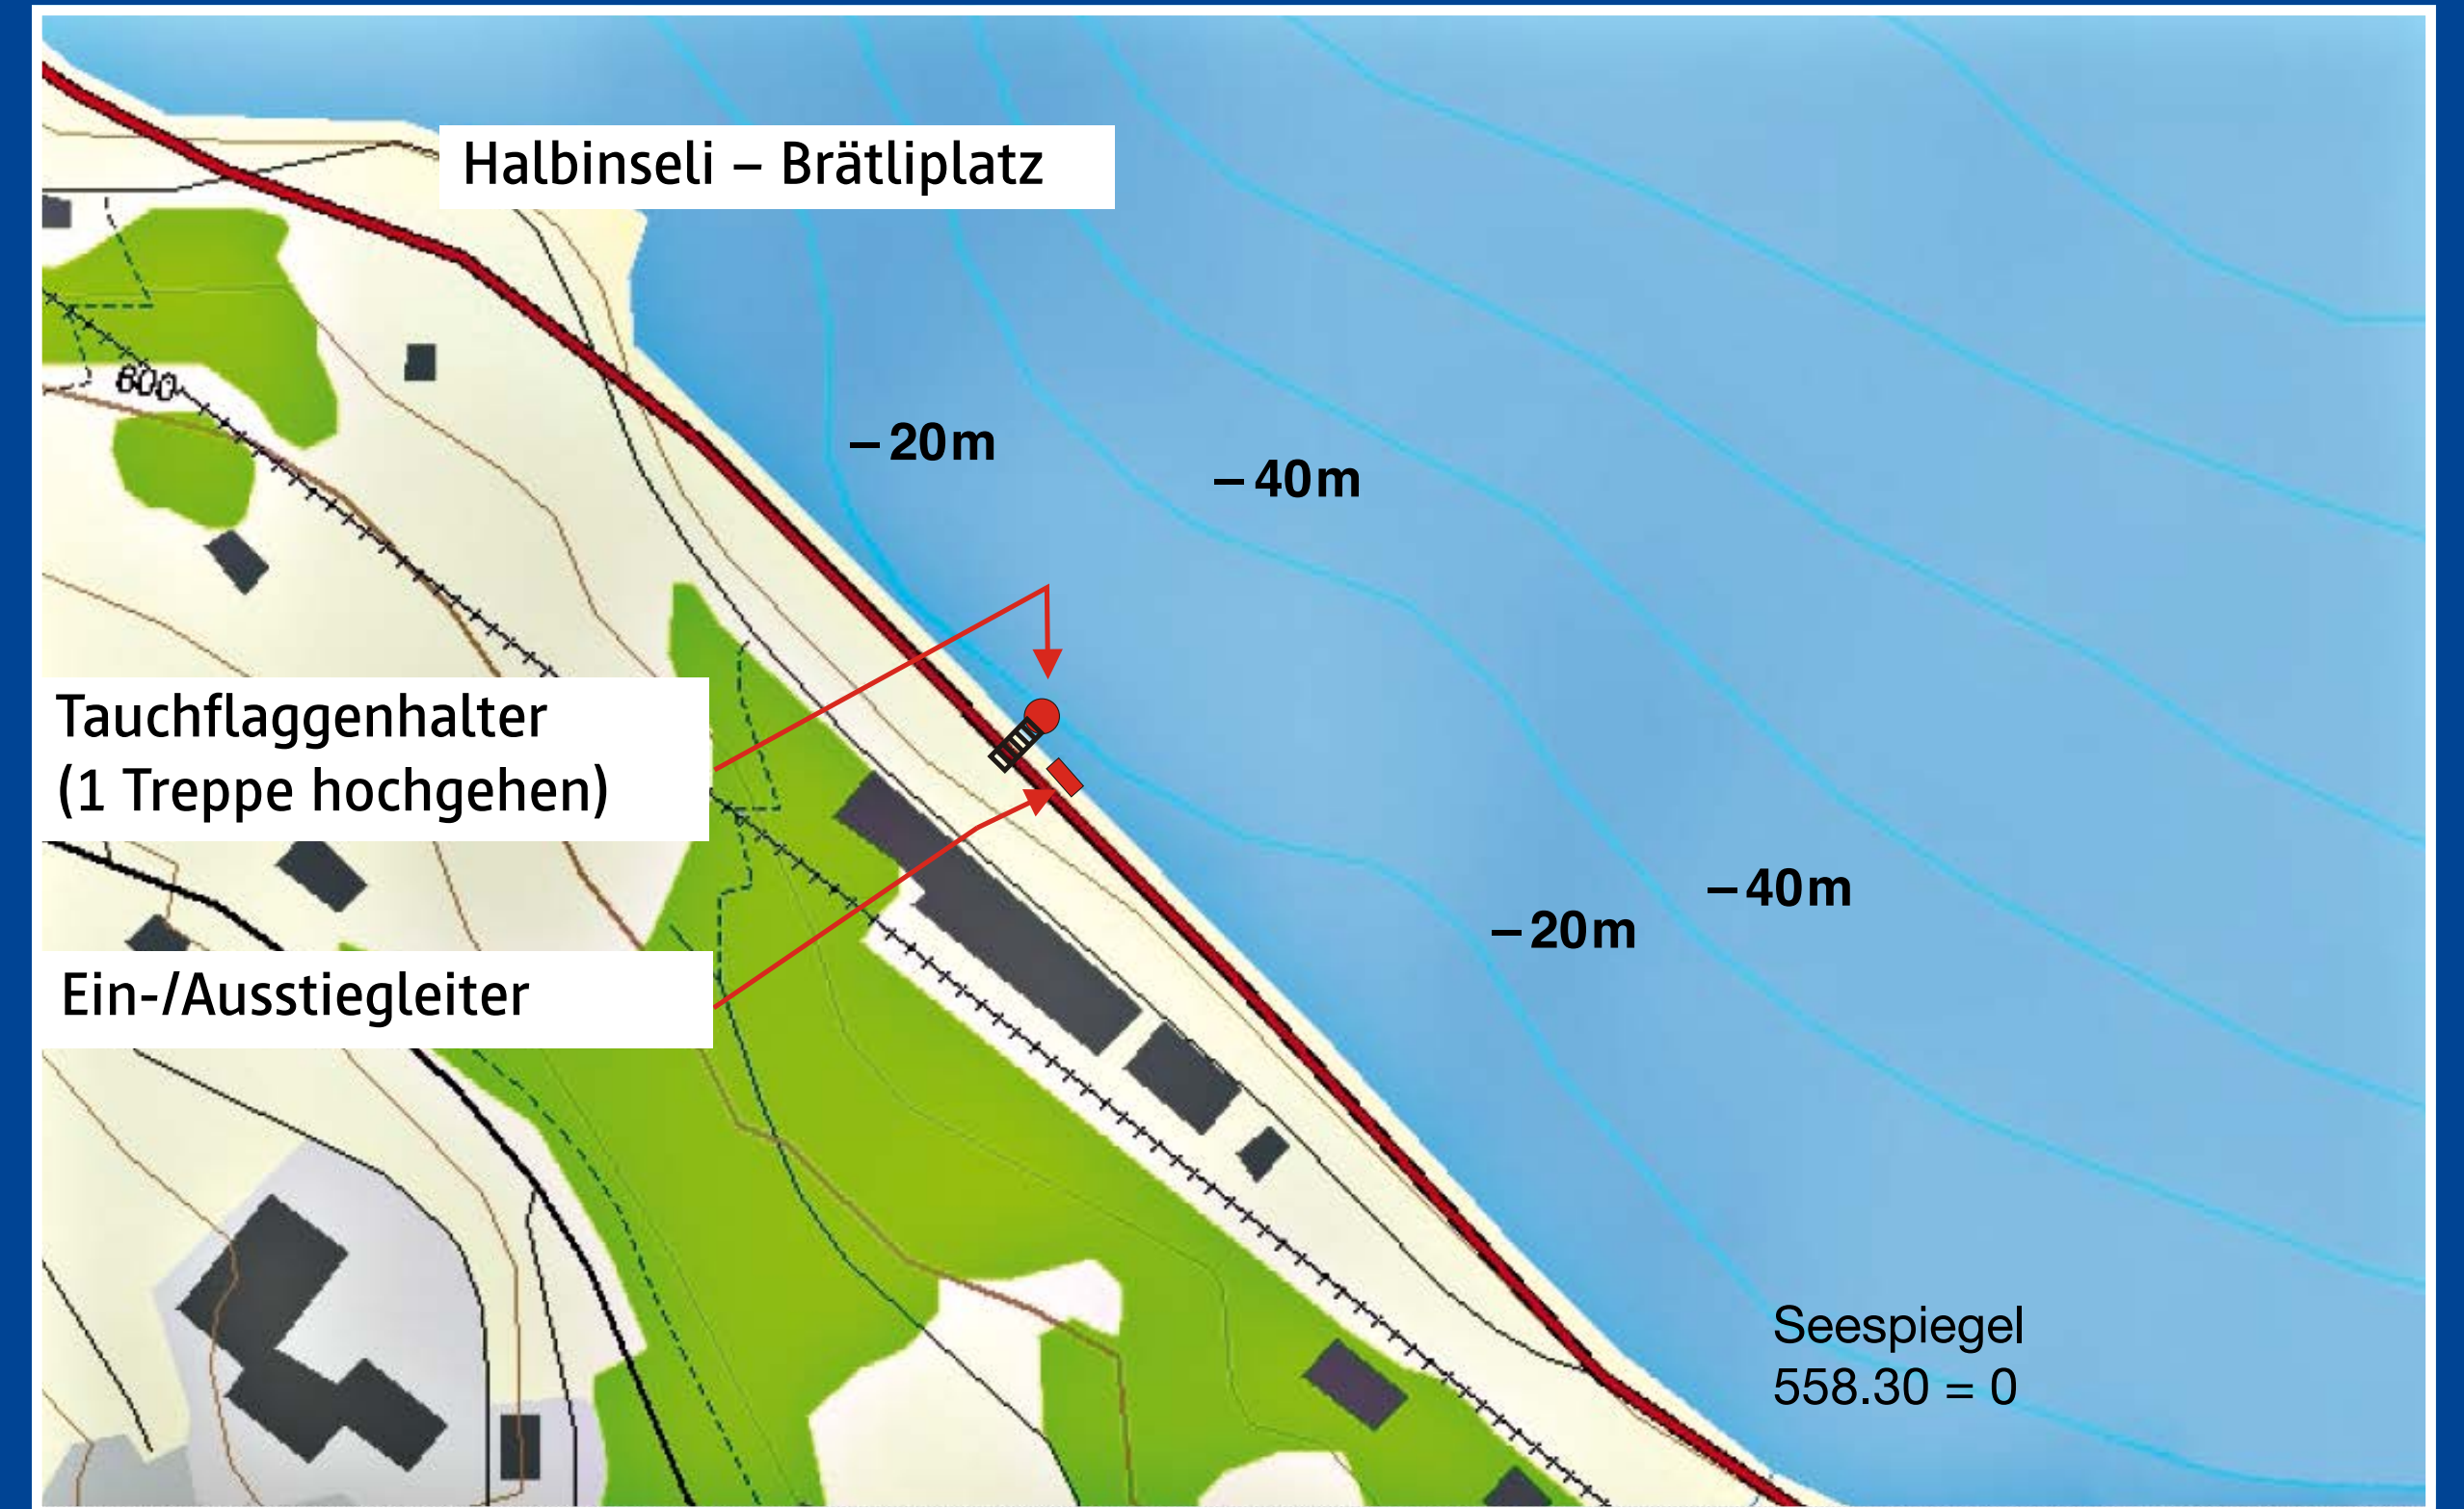 Halbinseli – Brätliplatz
600
–20m
–40m
Tauchflaggenhalter
(1 Treppe hochgehen)
–40m
–20m
Ein-/Ausstiegleiter
Seespiegel
558.30 = 0